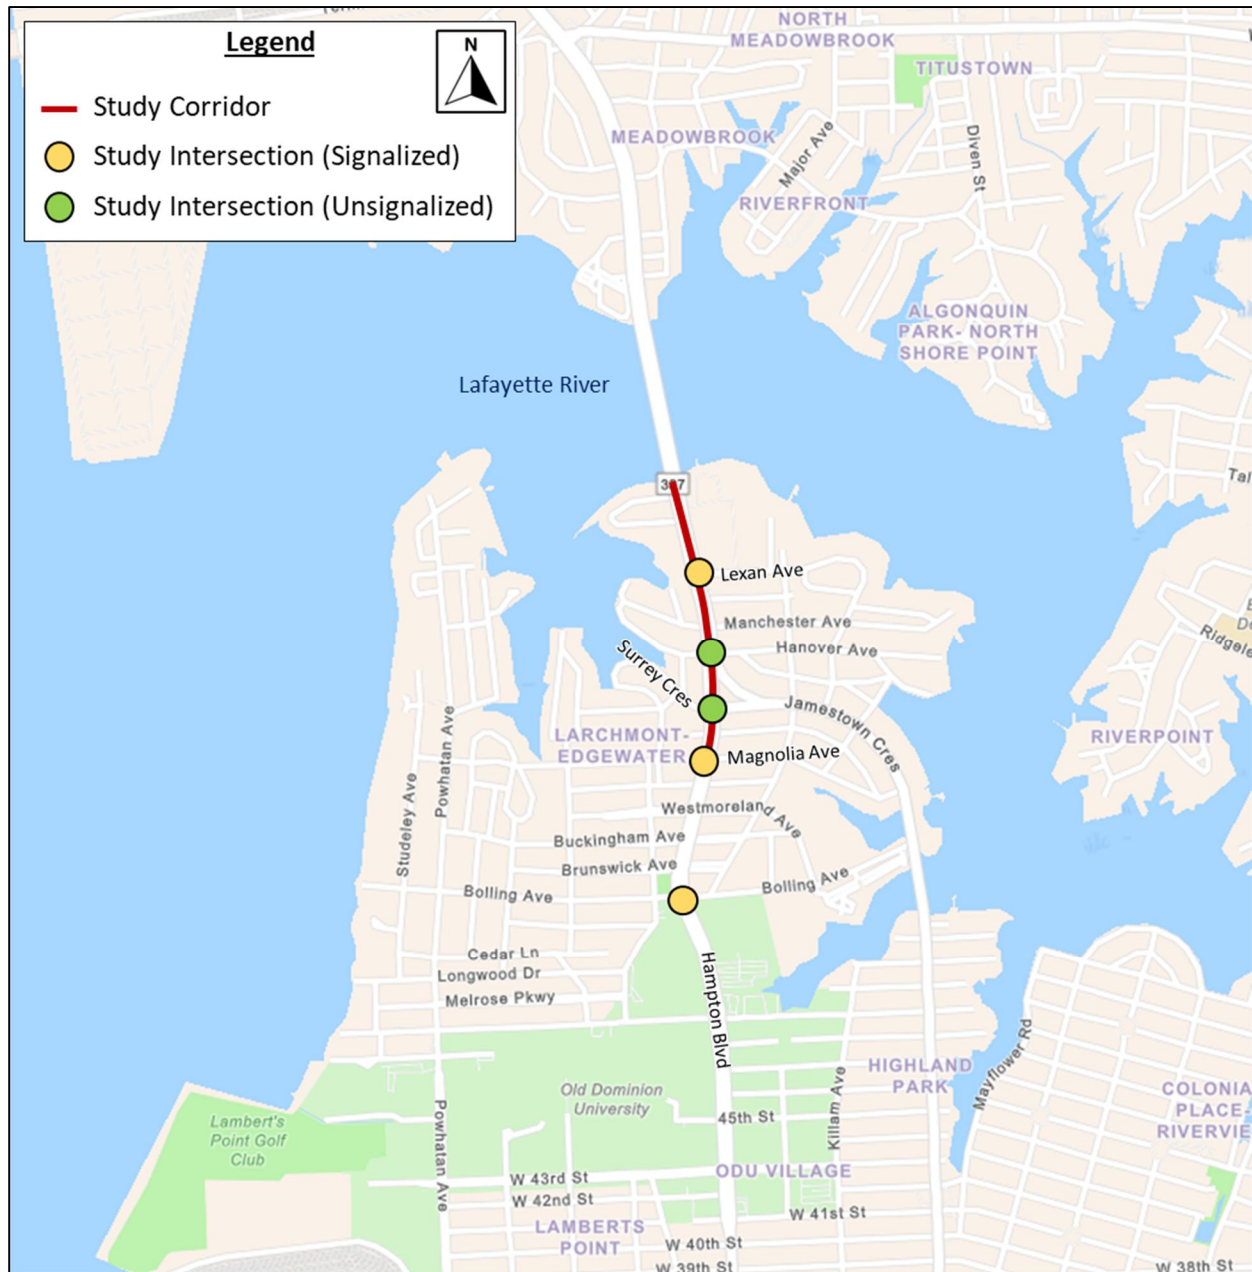 Legend
N
Study Corridor
Study Intersection (Signalized)
Study Intersection (Unsignalized)
NORTH
MEADOWBROOK
TITUSTOWN
MEADOWBROOK
Major Ave
Diven St
RIVERFRONT
ALGONQUIN
PARK- NORTH
SHORE POINT
Lafayette River
Lexan Ave
Manchester Ave
Hanover Ave
Surrey Cres
Jamestown Cres
LARCHMONT-
EDGEWATER
Magnolia Ave
RIVERPOINT
Powhatan Ave
Studeley Ave
Westmoreland Ave
Buckingham Ave
Brunswick Ave
Bolling Ave
Bolling Ave
Cedar Ln
Longwood Dr
Melrose Pkwy
Hampton Blvd
HIGHLAND
PARK
Mayflower Rd
COLONIA
PLACE-
RIVERVIE
Old Dominion
University
Killam Ave
45th St
Lambert's
Point Golf
Club
Powhatan Ave
ODU VILLAGE
W 43rd St
W 42nd St
W 41st St
LAMBERTS
POINT
W 40th St
W 39th St
W 38th St